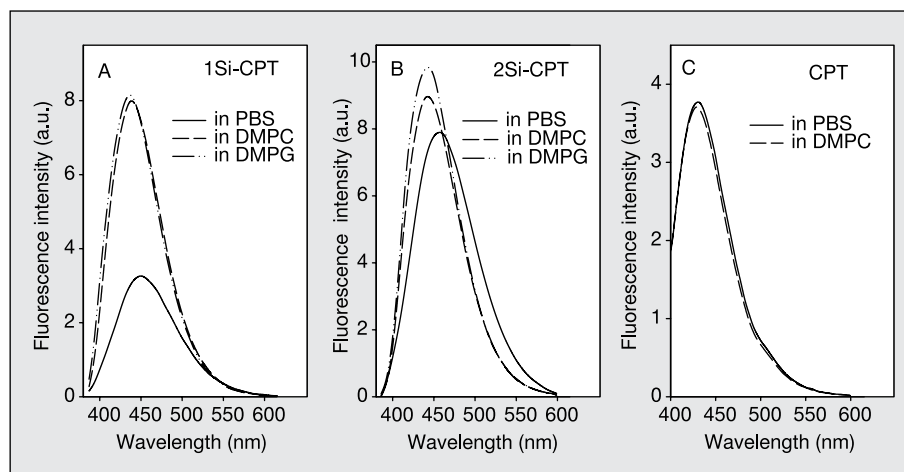 A
1Si-CPT
in PBS
in DMPC
in DMPG
Fluorescence intensity (a.u.)
8
6
4
2
0
400 450 500 550 600
Wavelength (nm)
B
2Si-CPT
in PBS
in DMPC
in DMPG
Fluorescence intensity (a.u.)
10
8
6
4
2
0
400 450 500 550 600
Wavelength (nm)
C
CPT
in PBS
in DMPC
Fluorescence intensity (a.u.)
4
3
2
1
0
400 450 500 550 600
Wavelength (nm)